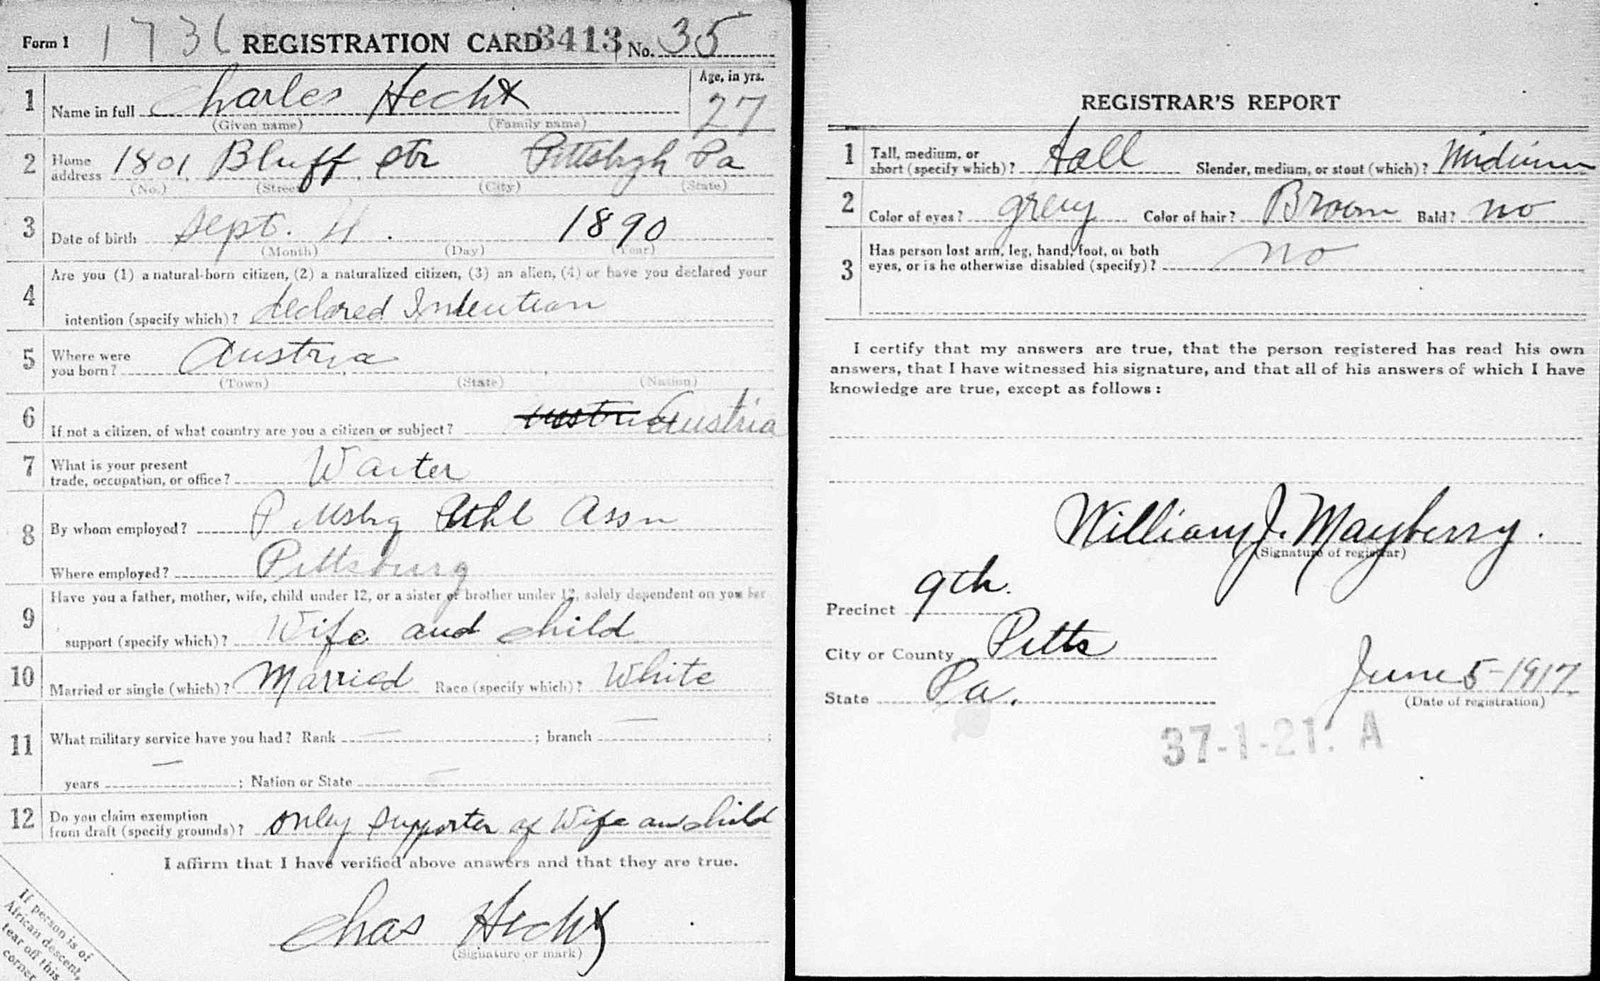 Form 1 1736 REGISTRATION CARD 3413 No. 35
1 Name in full Charles Hecht Age, in yrs. 27
(Given name) (Family name)
2 Home address 1801 Bluff Str Pittsbrgh Pa
(No.) (Street) (City) (State)
3 Date of birth Sept. 4. 1890
(Month) (Day) (Year)
4 Are you (1) a natural-born citizen, (2) a naturalized citizen, (3) an alien, (4) or have you declared your
intention (specify which)? declared Intention
5 Where were you born? Austria
(Town) (State) (Nation)
6 If not a citizen, of what country are you a citizen or subject? Austria
7 What is your present trade, occupation, or office? Waiter
8 By whom employed? Pittsbg Athl Assn
Where employed? Pittsburg
9 Have you a father, mother, wife, child under 12, or a sister or brother under 12, solely dependent on you for
support (specify which)? Wife and child
10 Married or single (which)? Married Race (specify which)? White
11 What military service have you had? Rank — ; branch — ;
years — ; Nation or State —
12 Do you claim exemption from draft (specify grounds)? only supporter of Wife and child
I affirm that I have verified above answers and that they are true.
Chas Hecht
(Signature or mark)
If person is of
African descent,
tear off this
corner
REGISTRAR'S REPORT
1 Tall, medium, or short (specify which)? Tall Slender, medium, or stout (which)? Midium
2 Color of eyes? grey Color of hair? Brown Bald? no
3 Has person lost arm, leg, hand, foot, or both
eyes, or is he otherwise disabled (specify)? no
I certify that my answers are true, that the person registered has read his own
answers, that I have witnessed his signature, and that all of his answers of which I have
knowledge are true, except as follows:
William J. Mayberry.
(Signature of registrar)
Precinct 9th.
City or County Pitts
State Pa. June 5-1917
(Date of registration)
37-1-21. A